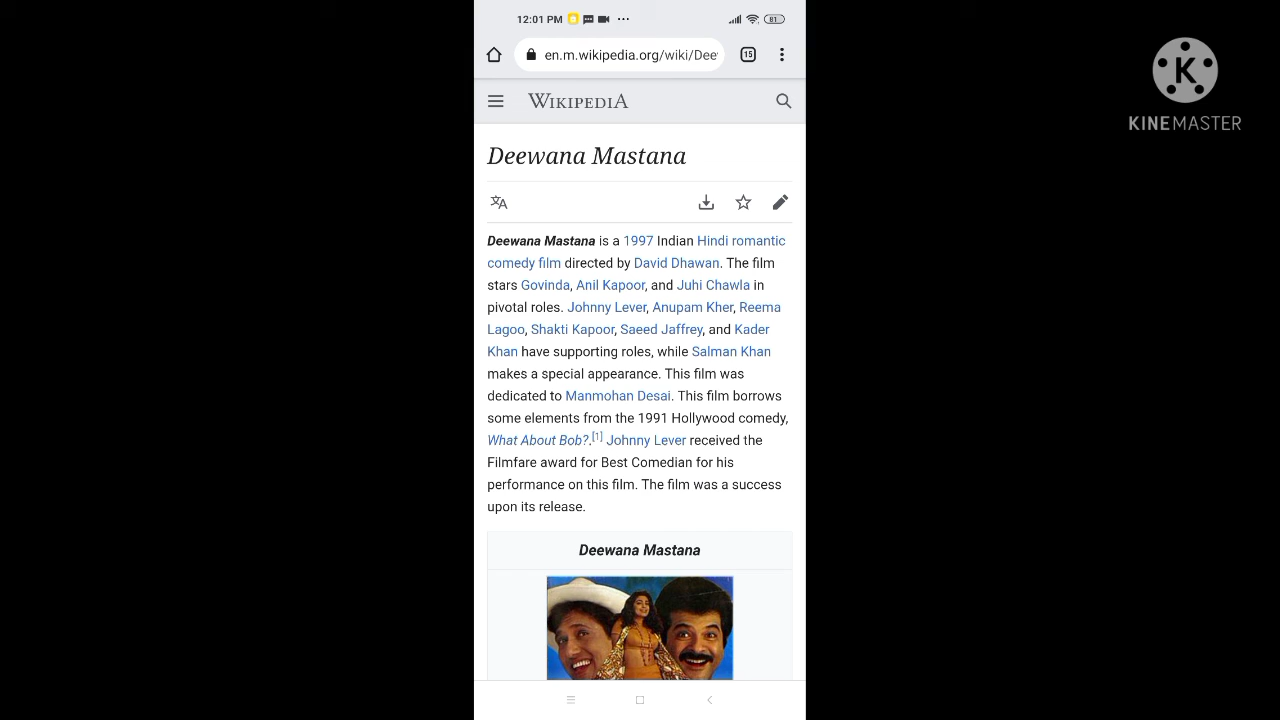 12:01 PM
81
en.m.wikipedia.org/wiki/Dee
15
WIKIPEDIA
K
KINEMASTER
Deewana Mastana
Deewana Mastana is a 1997 Indian Hindi romantic
comedy film directed by David Dhawan. The film
stars Govinda, Anil Kapoor, and Juhi Chawla in
pivotal roles. Johnny Lever, Anupam Kher, Reema
Lagoo, Shakti Kapoor, Saeed Jaffrey, and Kader
Khan have supporting roles, while Salman Khan
makes a special appearance. This film was
dedicated to Manmohan Desai. This film borrows
some elements from the 1991 Hollywood comedy,
What About Bob?.[1] Johnny Lever received the
Filmfare award for Best Comedian for his
performance on this film. The film was a success
upon its release.
Deewana Mastana